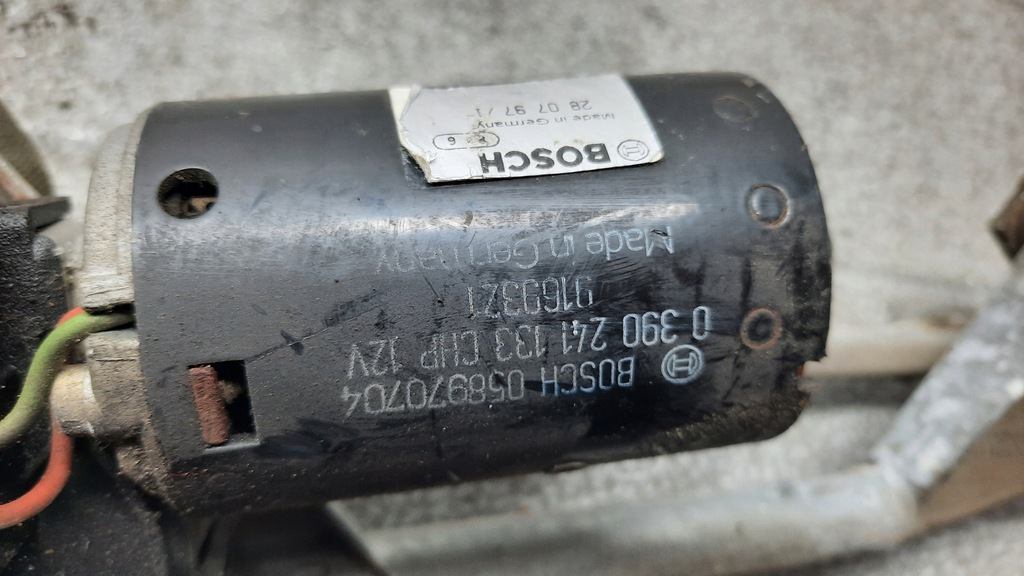 BOSCH 058970704
0 390 241 133 CHP 12V
9169321
Made in Germany
BOSCH
Made in Germany
28 07 97 /1